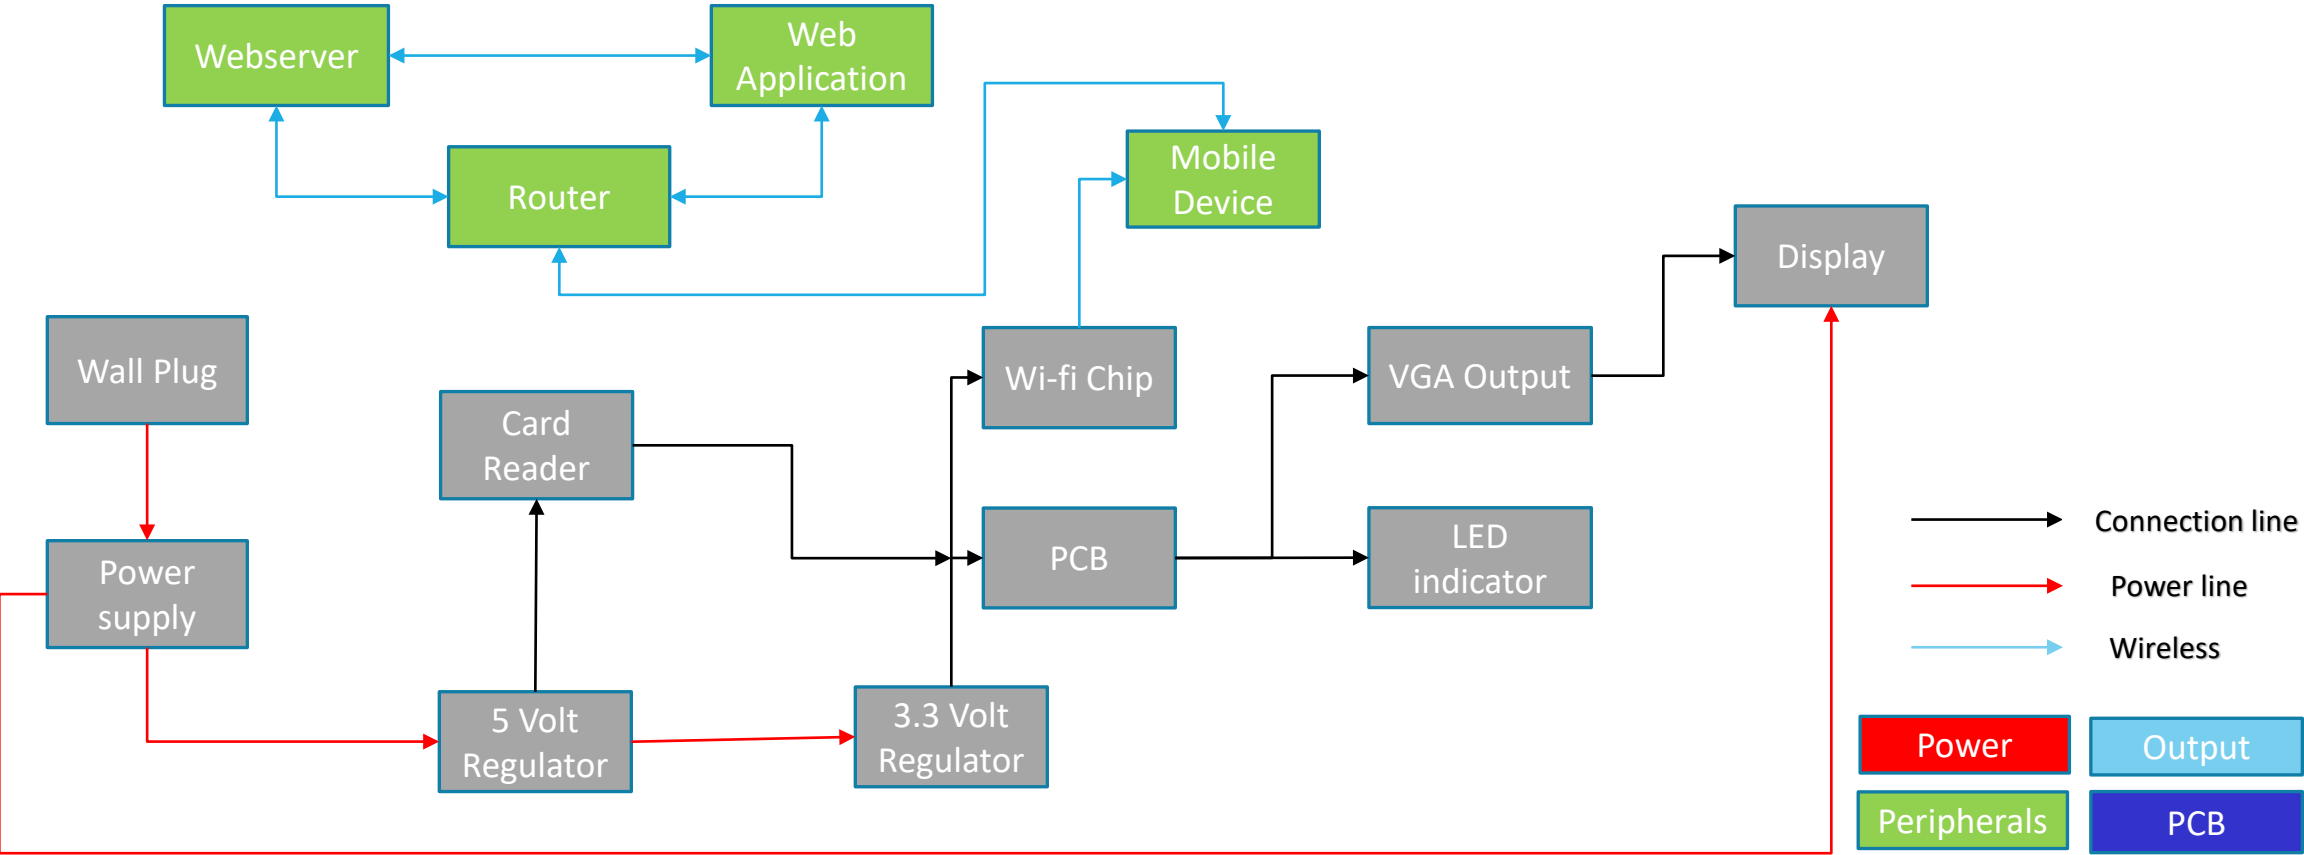 Webserver
Web
Application
Router
Mobile
Device
Display
Wall Plug
Wi-fi Chip
VGA Output
Card
Reader
Power
supply
PCB
LED
indicator
5 Volt
Regulator
3.3 Volt
Regulator
Connection line
Power line
Wireless
Power
Output
Peripherals
PCB